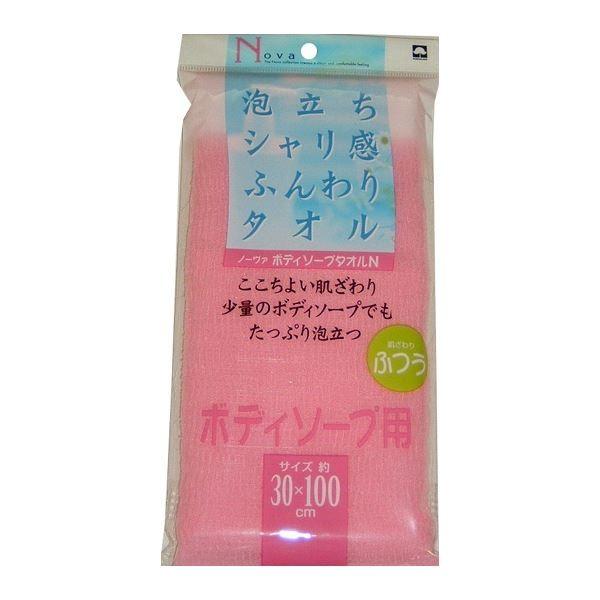 Nova
泡立ち
シャリ感
ふんわり
タオル
ノーヴァ ボディソープタオルN
ここちよい肌ざわり
少量のボディソープでも
たっぷり泡立つ
肌ざわり
ふつう
ボディソープ用
サイズ 約
30×100
cm